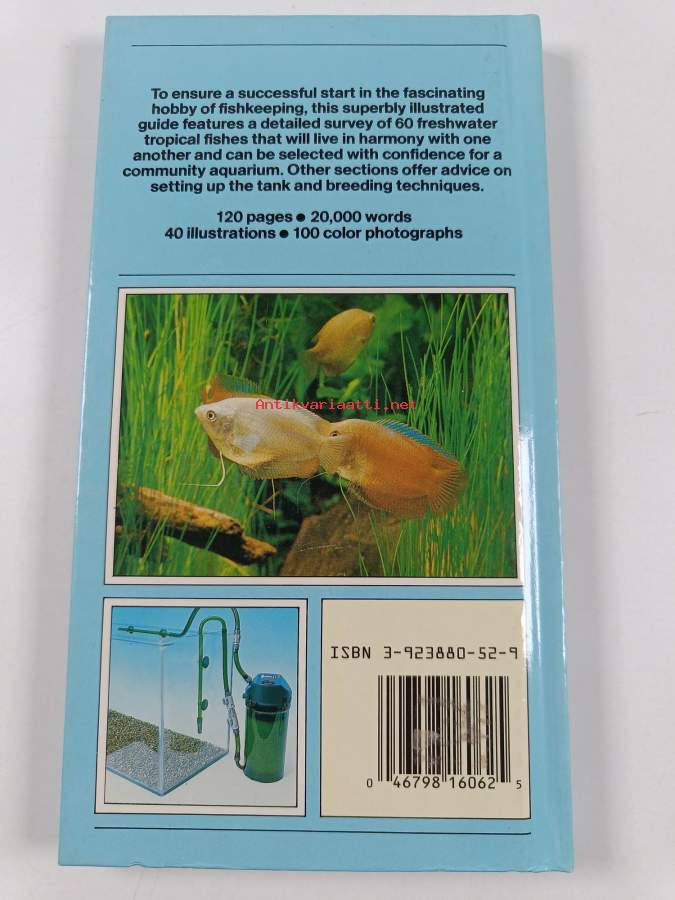 To ensure a successful start in the fascinating
hobby of fishkeeping, this superbly illustrated
guide features a detailed survey of 60 freshwater
tropical fishes that will live in harmony with one
another and can be selected with confidence for a
community aquarium. Other sections offer advice on
setting up the tank and breeding techniques.
120 pages ● 20,000 words
40 illustrations ● 100 color photographs
Antikvariaatti.net
ISBN 3-923880-52-9
0 46798 16062 5